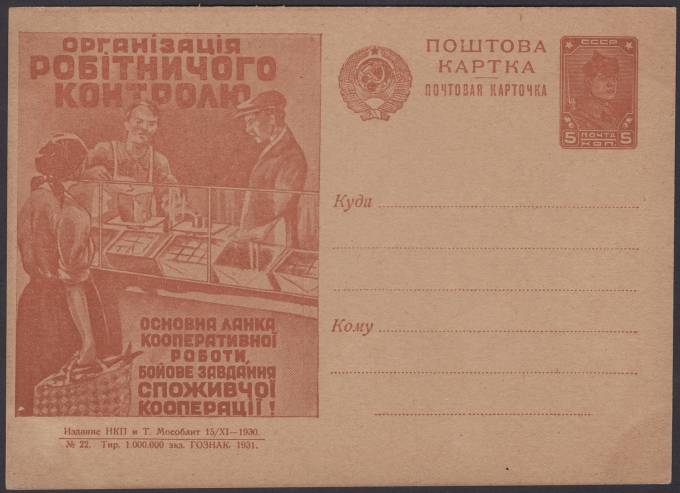 ОРГАНІЗАЦІЯ
РОБІТНИЧОГО
КОНТРОЛЮ
ОСНОВНА ЛАНКА
КООПЕРАТИВНОЇ
РОБОТИ,
БОЙОВЕ ЗАВДАННЯ
СПОЖИВЧОЇ
КООПЕРАЦІЇ!
Издание НКП и Т. Мособлит 15/XI—1930.
№ 22. Тир. 1.000.000 экз. ГОЗНАК. 1931.
ПОШТОВА
КАРТКА
ПОЧТОВАЯ КАРТОЧКА
СССР
5 ПОЧТА 5
КОП.
Куда
Кому